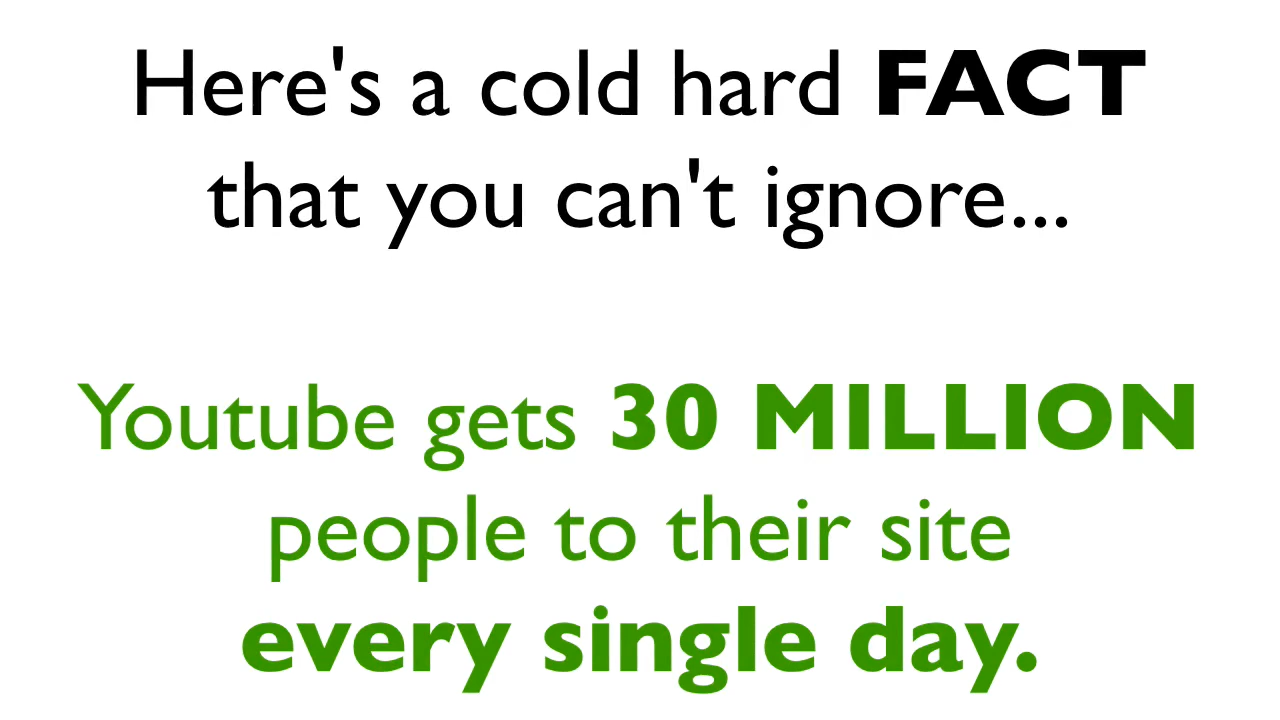 Here's a cold hard FACT
that you can't ignore...
Youtube gets 30 MILLION
people to their site
every single day.